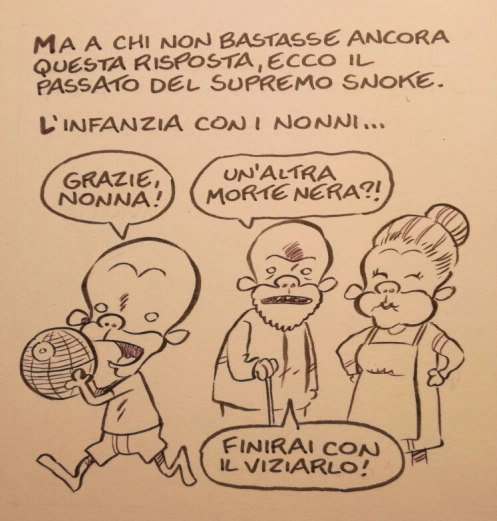 MA A CHI NON BASTASSE ANCORA
QUESTA RISPOSTA, ECCO IL
PASSATO DEL SUPREMO SNOKE.
L'INFANZIA CON I NONNI...
GRAZIE,
NONNA!
UN'ALTRA
MORTE NERA?!
FINIRAI CON
IL VIZIARLO!